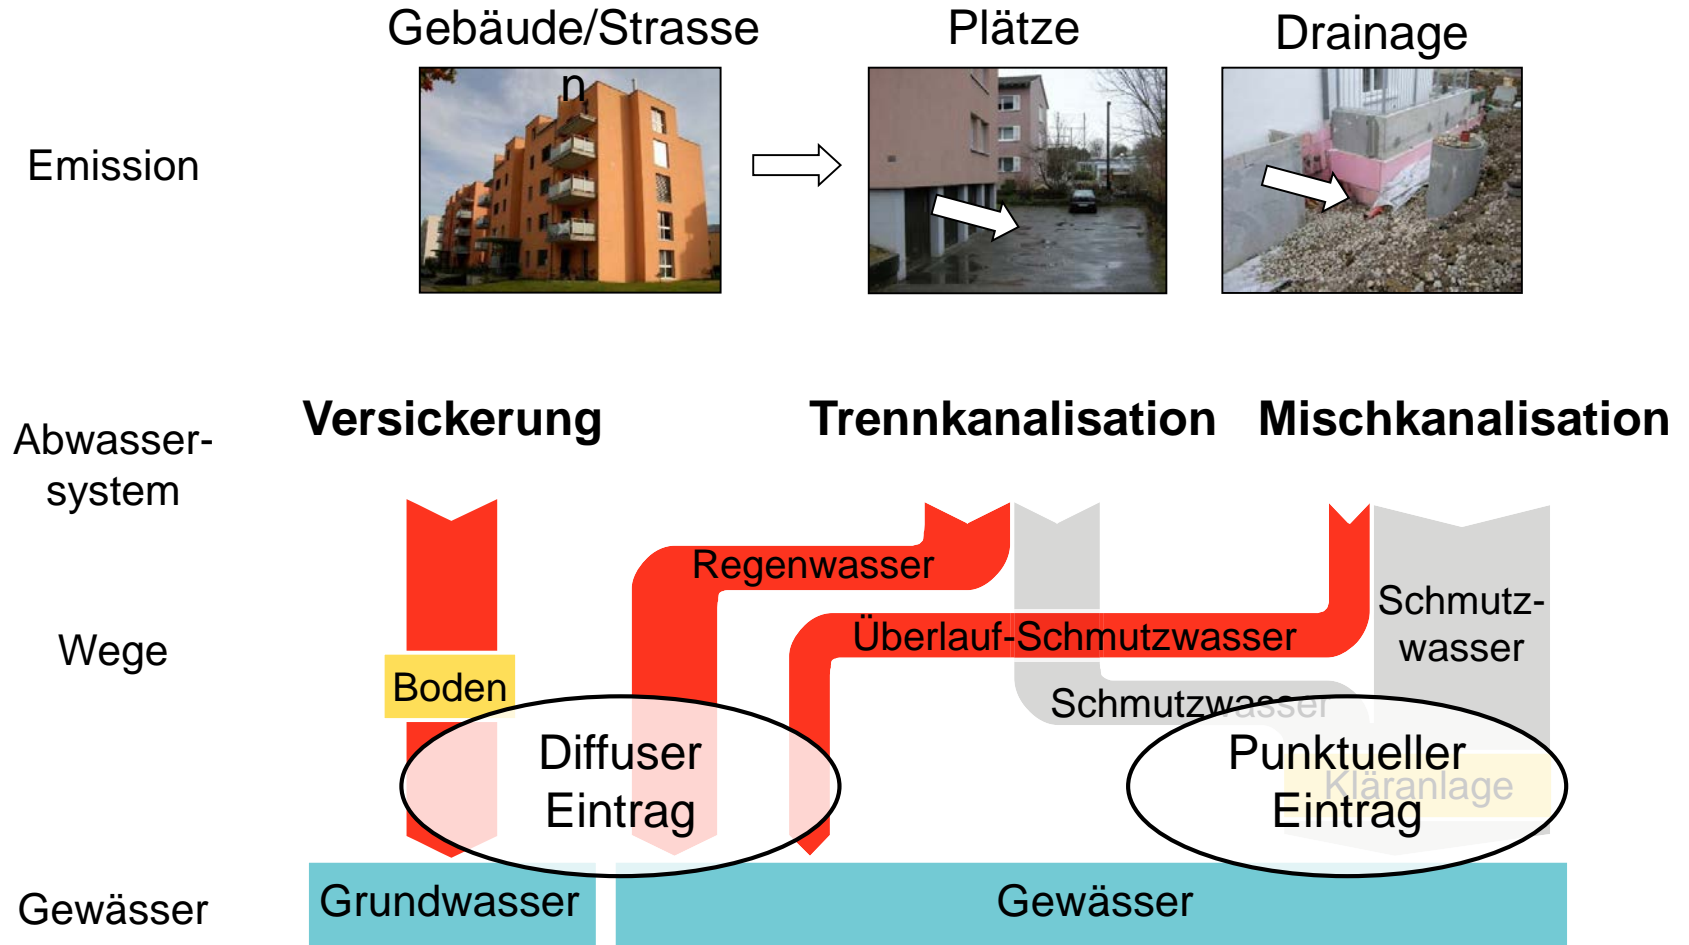 Gebäude/Strasse
n
Plätze
Drainage
Emission
Versickerung
Trennkanalisation
Mischkanalisation
Abwasser-
system
Regenwasser
Schmutz-
wasser
Überlauf-Schmutzwasser
Wege
Boden
Schmutzwasser
Diffuser
Eintrag
Punktueller
Eintrag
Kläranlage
Gewässer
Grundwasser
Gewässer